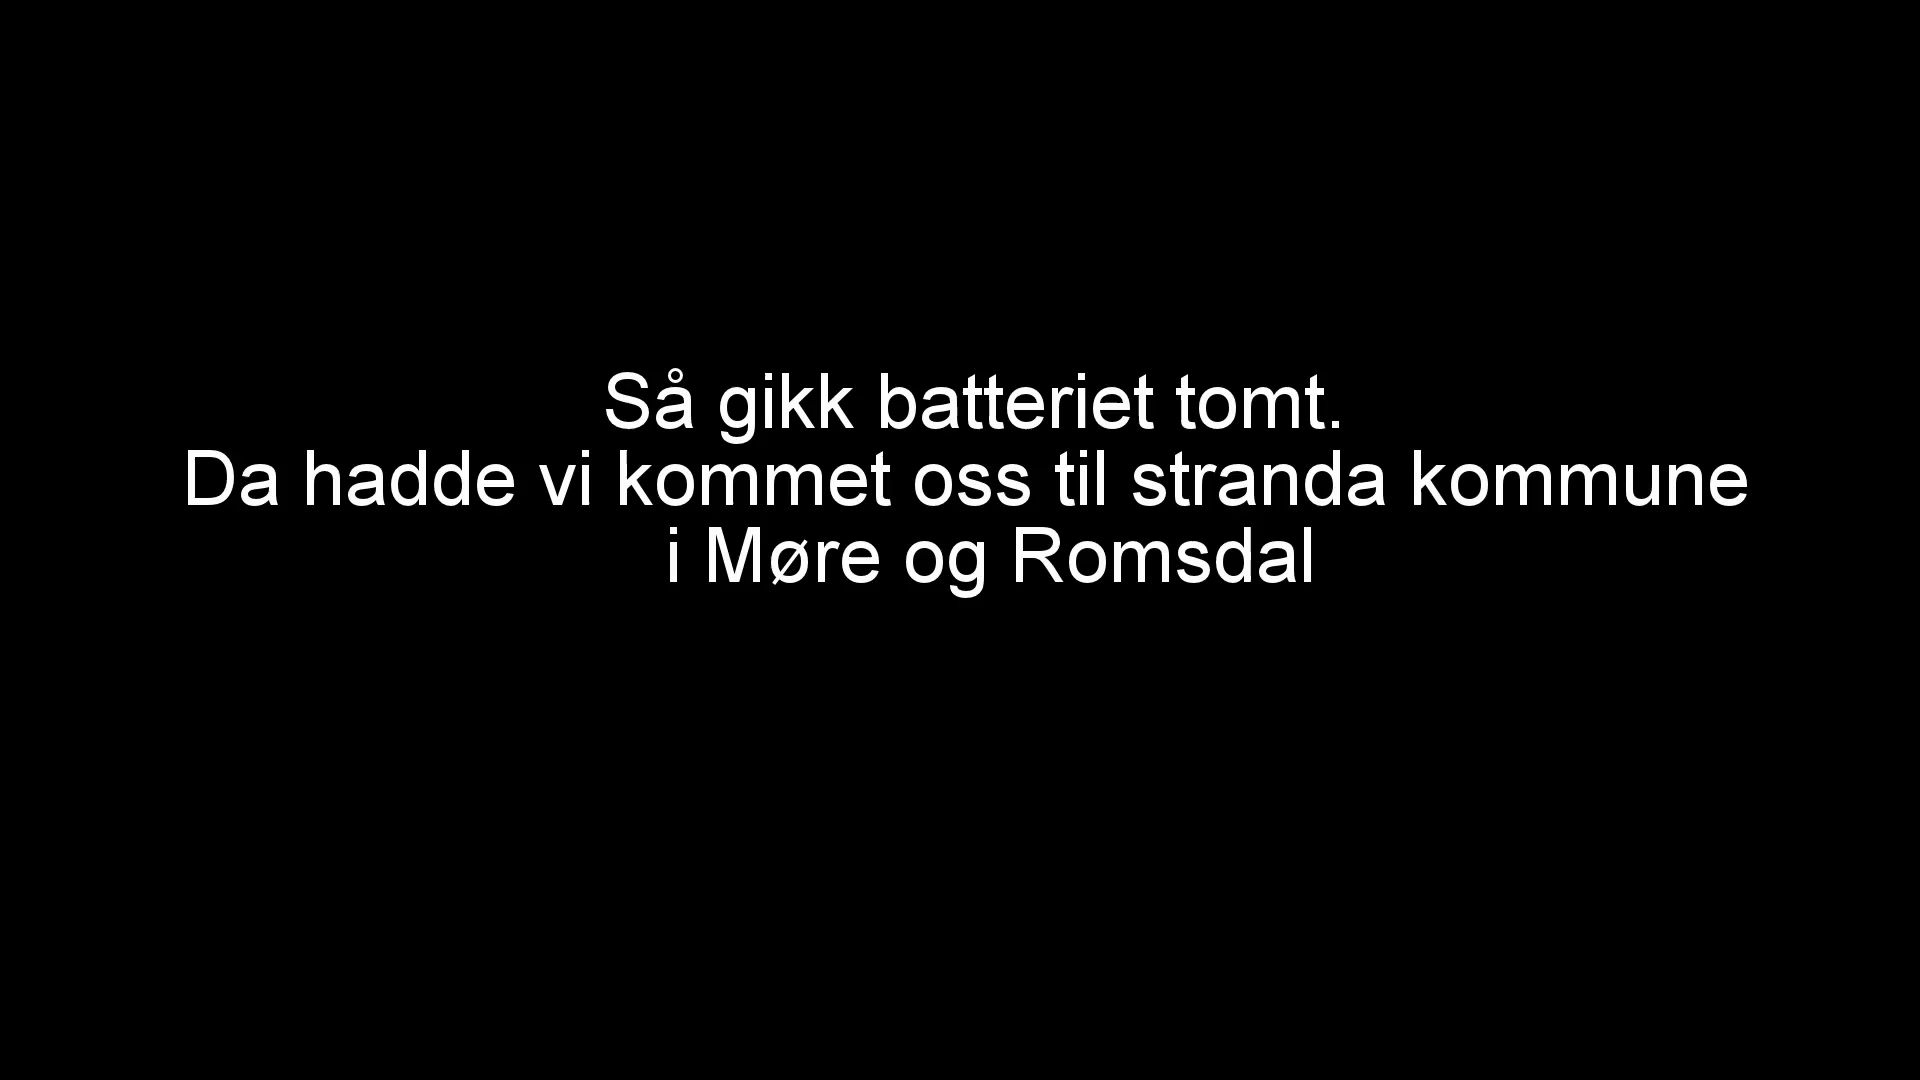 Så gikk batteriet tomt.
Da hadde vi kommet oss til stranda kommune
i Møre og Romsdal